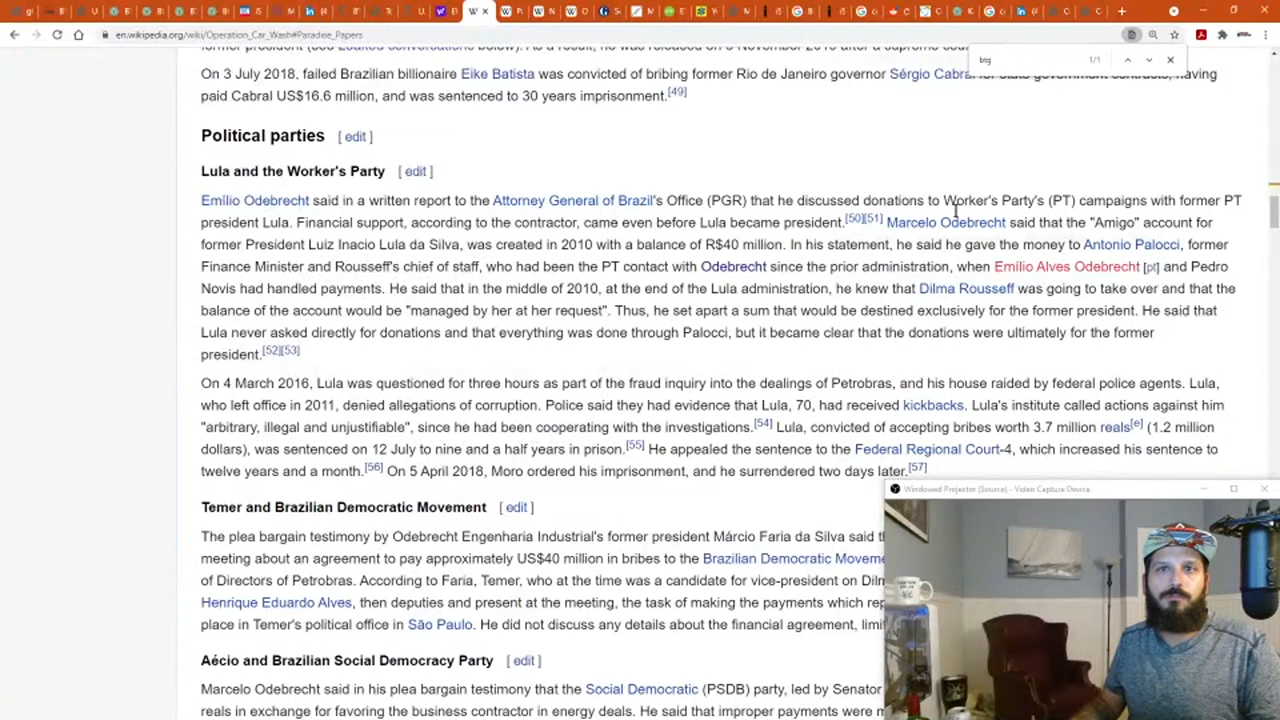 en.wikipedia.org/wiki/Operation_Car_Wash#Paradise_Papers
btg 1/1
On 3 July 2018, failed Brazilian billionaire Eike Batista was convicted of bribing former Rio de Janeiro governor Sérgio Cabral for state government contracts, having
paid Cabral US$16.6 million, and was sentenced to 30 years imprisonment.[49]
Political parties [ edit ]
Lula and the Worker's Party [ edit ]
Emílio Odebrecht said in a written report to the Attorney General of Brazil's Office (PGR) that he discussed donations to Worker's Party's (PT) campaigns with former PT
president Lula. Financial support, according to the contractor, came even before Lula became president.[50][51] Marcelo Odebrecht said that the "Amigo" account for
former President Luiz Inacio Lula da Silva, was created in 2010 with a balance of R$40 million. In his statement, he said he gave the money to Antonio Palocci, former
Finance Minister and Rousseff's chief of staff, who had been the PT contact with Odebrecht since the prior administration, when Emílio Alves Odebrecht [pt] and Pedro
Novis had handled payments. He said that in the middle of 2010, at the end of the Lula administration, he knew that Dilma Rousseff was going to take over and that the
balance of the account would be "managed by her at her request". Thus, he set apart a sum that would be destined exclusively for the former president. He said that
Lula never asked directly for donations and that everything was done through Palocci, but it became clear that the donations were ultimately for the former
president.[52][53]
On 4 March 2016, Lula was questioned for three hours as part of the fraud inquiry into the dealings of Petrobras, and his house raided by federal police agents. Lula,
who left office in 2011, denied allegations of corruption. Police said they had evidence that Lula, 70, had received kickbacks. Lula's institute called actions against him
"arbitrary, illegal and unjustifiable", since he had been cooperating with the investigations.[54] Lula, convicted of accepting bribes worth 3.7 million reals[e] (1.2 million
dollars), was sentenced on 12 July to nine and a half years in prison.[55] He appealed the sentence to the Federal Regional Court-4, which increased his sentence to
twelve years and a month.[56] On 5 April 2018, Moro ordered his imprisonment, and he surrendered two days later.[57]
Windowed Projector (Source) - Video Capture Device
Temer and Brazilian Democratic Movement [ edit ]
The plea bargain testimony by Odebrecht Engenharia Industrial's former president Márcio Faria da Silva said
meeting about an agreement to pay approximately US$40 million in bribes to the Brazilian Democratic
of Directors of Petrobras. According to Faria, Temer, who at the time was a candidate for vice-president on
Henrique Eduardo Alves, then deputies and present at the meeting, the task of making the payments which
place in Temer's political office in São Paulo. He did not discuss any details about the financial agreement,
Aécio and Brazilian Social Democracy Party [ edit ]
Marcelo Odebrecht said in his plea bargain testimony that the Social Democratic (PSDB) party, led by Senator
reals in exchange for favoring the business contractor in energy deals. He said that improper payments were